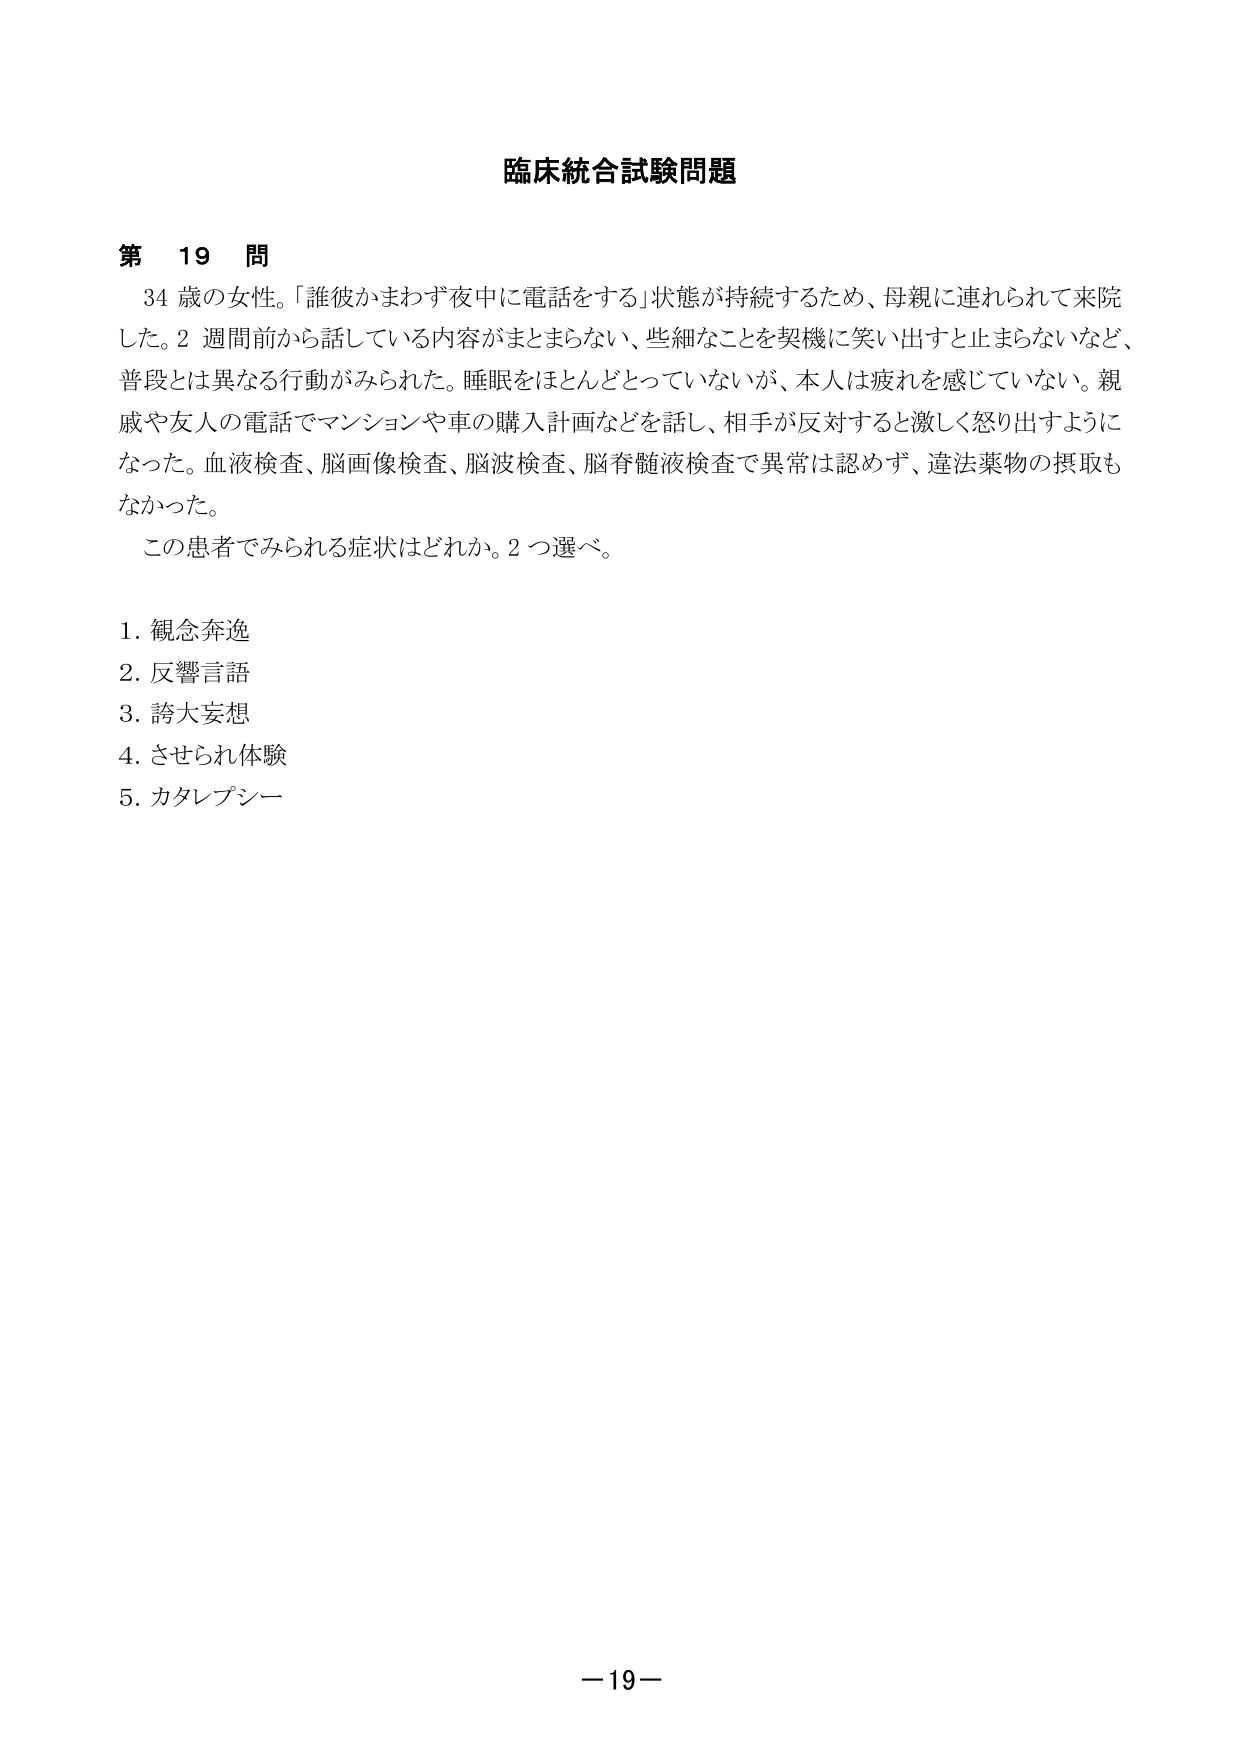 臨床統合試験問題
第 19 問
34 歳の女性。「誰彼かまわず夜中に電話をする」状態が持続するため、母親に連れられて来院
した。2 週間前から話している内容がまとまらない、些細なことを契機に笑い出すと止まらないなど、
普段とは異なる行動がみられた。睡眠をほとんどとっていないが、本人は疲れを感じていない。親
戚や友人の電話でマンションや車の購入計画などを話し、相手が反対すると激しく怒り出すように
なった。血液検査、脳画像検査、脳波検査、脳脊髄液検査で異常は認めず、違法薬物の摂取も
なかった。
この患者でみられる症状はどれか。2 つ選べ。
1. 観念奔逸
2. 反響言語
3. 誇大妄想
4. させられ体験
5. カタレプシー
－19－